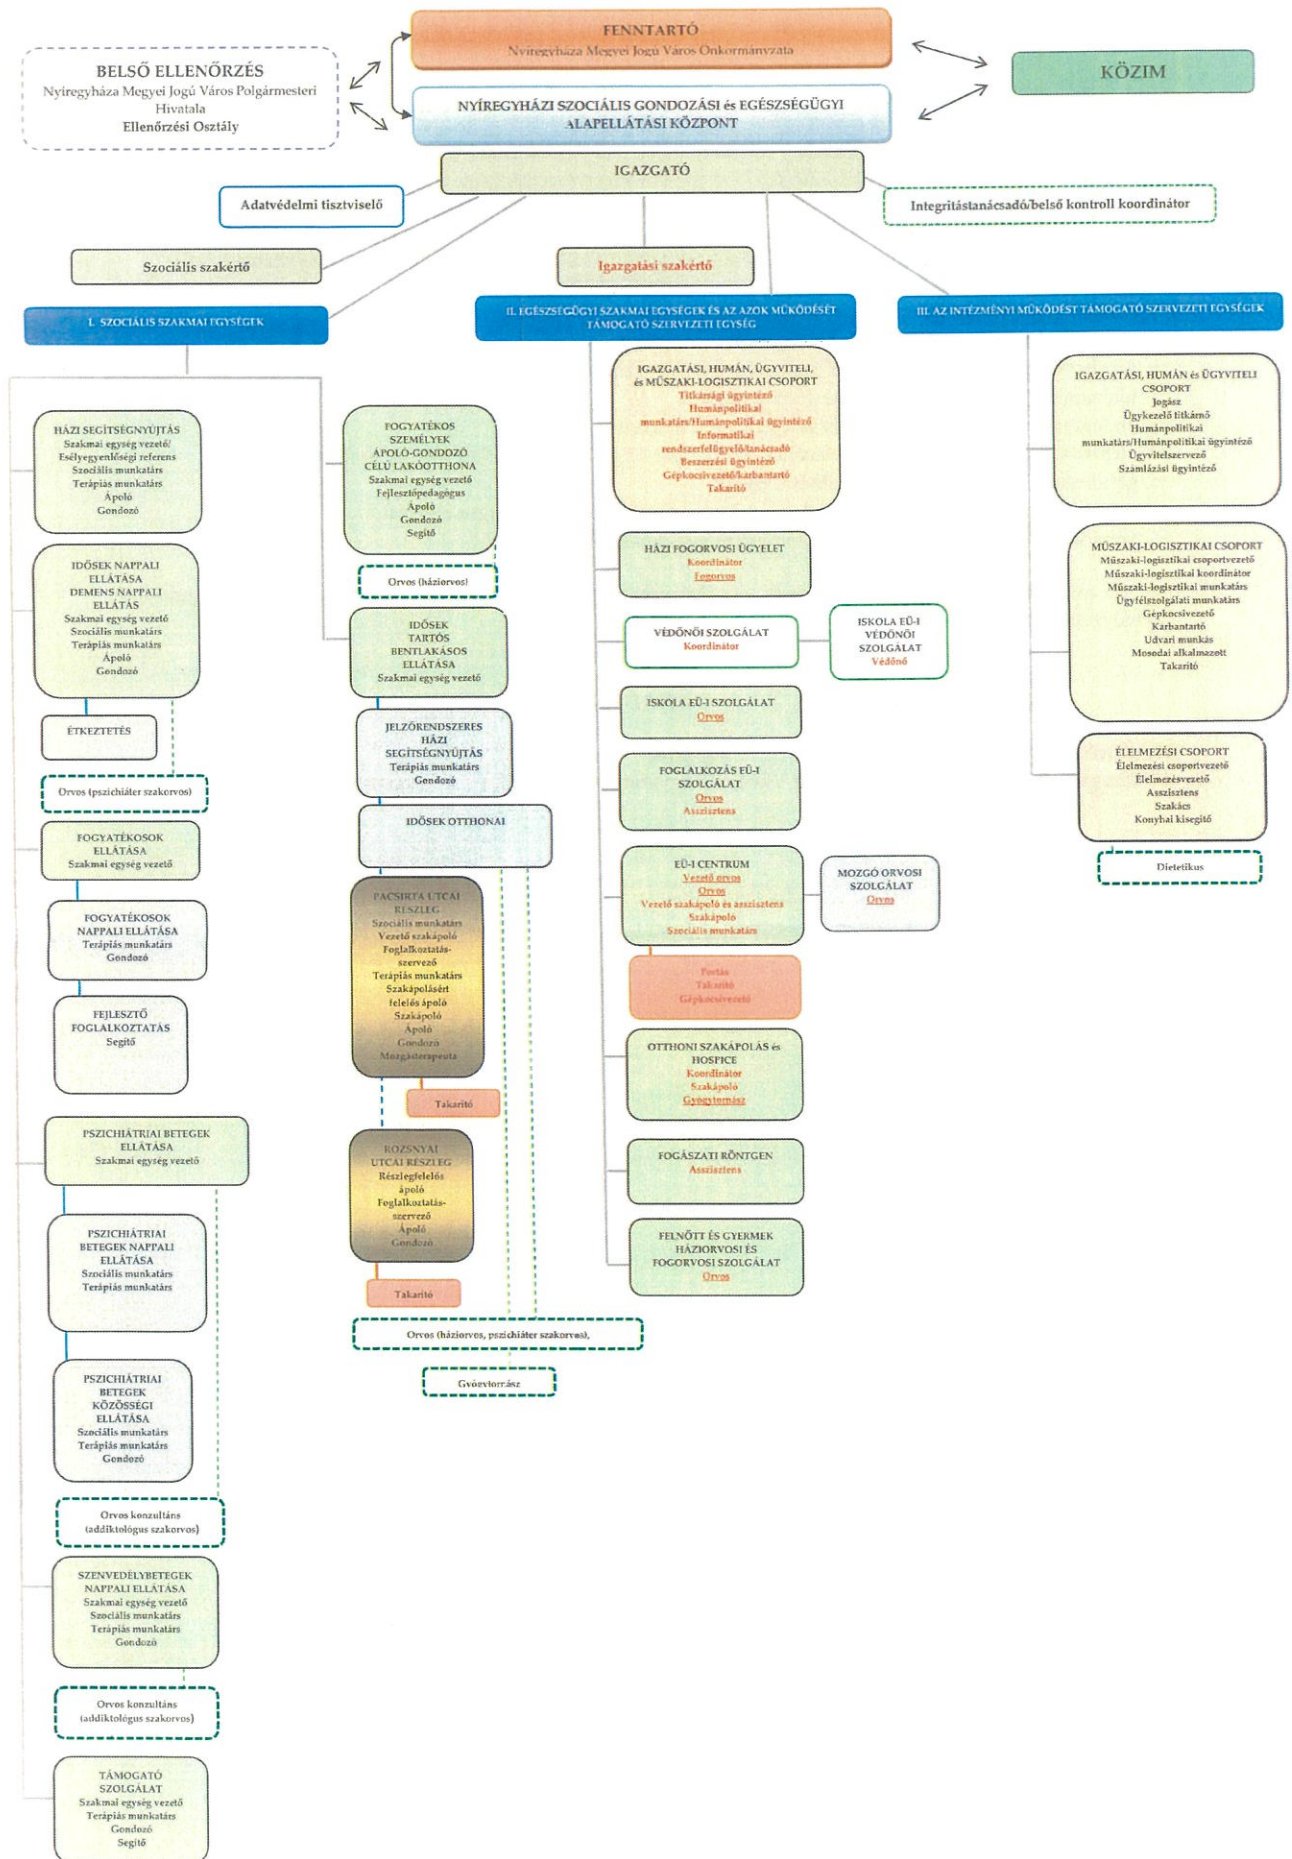 FENNTARTÓ
Nyíregyháza Megyei Jogú Város Önkormányzata
BELSŐ ELLENŐRZÉS
Nyíregyháza Megyei Jogú Város Polgármesteri
Hivatala
Ellenőrzési Osztály
KÖZIM
NYÍREGYHÁZI SZOCIÁLIS GONDOZÁSI és EGÉSZSÉGÜGYI
ALAPELLÁTÁSI KÖZPONT
IGAZGATÓ
Adatvédelmi tisztviselő
Integritástanácsadó/belső kontroll koordinátor
Szociális szakértő
Igazgatási szakértő
I. SZOCIÁLIS SZAKMAI EGYSÉGEK
HÁZI SEGÍTSÉGNYÚJTÁS
Szakmai egység vezető/
Esélyegyenlőségi referens
Szociális munkatárs
Terápiás munkatárs
Ápoló
Gondozó
IDŐSEK NAPPALI
ELLÁTÁSA
DEMENS NAPPALI
ELLÁTÁS
Szakmai egység vezető
Szociális munkatárs
Terápiás munkatárs
Ápoló
Gondozó
ÉTKEZTETÉS
Orvos (pszichiáter szakorvos)
FOGYATÉKOSOK
ELLÁTÁSA
Szakmai egység vezető
FOGYATÉKOSOK
NAPPALI ELLÁTÁSA
Terápiás munkatárs
Gondozó
FEJLESZTŐ
FOGLALKOZTATÁS
Segítő
PSZICHIÁTRIAI BETEGEK
ELLÁTÁSA
Szakmai egység vezető
PSZICHIÁTRIAI
BETEGEK NAPPALI
ELLÁTÁSA
Szociális munkatárs
Terápiás munkatárs
PSZICHIÁTRIAI
BETEGEK
KÖZÖSSÉGI
ELLÁTÁSA
Szociális munkatárs
Terápiás munkatárs
Gondozó
Orvos konzultáns
(addiktológus szakorvos)
SZENVEDÉLYBETEGEK
NAPPALI ELLÁTÁSA
Szakmai egység vezető
Szociális munkatárs
Terápiás munkatárs
Gondozó
Orvos konzultáns
(addiktológus szakorvos)
TÁMOGATÓ
SZOLGÁLAT
Szakmai egység vezető
Terápiás munkatárs
Gondozó
Segítő
FOGYATÉKOS
SZEMÉLYEK
ÁPOLÓ-GONDOZÓ
CÉLÚ LAKÓOTTHONA
Szakmai egység vezető
Fejlesztőpedagógus
Ápoló
Gondozó
Segítő
Orvos (háziorvos)
IDŐSEK
TARTÓS
BENTLAKÁSOS
ELLÁTÁSA
Szakmai egység vezető
JELZŐRENDSZERES
HÁZI
SEGÍTSÉGNYÚJTÁS
Terápiás munkatárs
Gondozó
IDŐSEK OTTHONAI
PACSIRTA UTCAI
RÉSZLEG
Szociális munkatárs
Vezető szakápoló
Foglalkoztatás-
szervező
Terápiás munkatárs
Szakápolásért
felelős ápoló
Szakápoló
Ápoló
Gondozó
Mozgásterapeuta
Takarító
ROZSNYAI
UTCAI RÉSZLEG
Részlegfelelős
ápoló
Foglalkoztatás-
szervező
Ápoló
Gondozó
Takarító
Orvos (háziorvos, pszichiáter szakorvos),
Gyógytornász
II. EGÉSZSÉGÜGYI SZAKMAI EGYSÉGEK ÉS AZ AZOK MŰKÖDÉSÉT
TÁMOGATÓ SZERVEZETI EGYSÉG
IGAZGATÁSI, HUMÁN, ÜGYVITELI,
és MŰSZAKI-LOGISZTIKAI CSOPORT
Titkársági ügyintéző
Humánpolitikai
munkatárs/Humánpolitikai ügyintéző
Informatikai
rendszerfelügyelő/tanácsadó
Beszerzési ügyintéző
Gépkocsivezető/karbantartó
Takarító
HÁZI FOGORVOSI ÜGYELET
Koordinátor
Fogorvos
VÉDŐNŐI SZOLGÁLAT
Koordinátor
ISKOLA EÜ-I
VÉDŐNŐI
SZOLGÁLAT
Védőnő
ISKOLA EÜ-I SZOLGÁLAT
Orvos
FOGLALKOZÁS EÜ-I
SZOLGÁLAT
Orvos
Asszisztens
EÜ-I CENTRUM
Vezető orvos
Orvos
Vezető szakápoló és asszisztens
Szakápoló
Szociális munkatárs
MOZGÓ ORVOSI
SZOLGÁLAT
Orvos
Portás
Takarító
Gépkocsivezető
OTTHONI SZAKÁPOLÁS és
HOSPICE
Koordinátor
Szakápoló
Gyógytornász
FOGÁSZATI RÖNTGEN
Asszisztens
FELNŐTT ÉS GYERMEK
HÁZIORVOSI ÉS
FOGORVOSI SZOLGÁLAT
Orvos
III. AZ INTÉZMÉNYI MŰKÖDÉST TÁMOGATÓ SZERVEZETI EGYSÉGEK
IGAZGATÁSI, HUMÁN és ÜGYVITELI
CSOPORT
Jogász
Ügykezelő titkárnő
Humánpolitikai
munkatárs/Humánpolitikai ügyintéző
Ügyvitelszervező
Számlázási ügyintéző
MŰSZAKI-LOGISZTIKAI CSOPORT
Műszaki-logisztikai csoportvezető
Műszaki-logisztikai koordinátor
Műszaki-logisztikai munkatárs
Ügyfélszolgálati munkatárs
Gépkocsivezető
Karbantartó
Udvari munkás
Mosodai alkalmazott
Takarító
ÉLELMEZÉSI CSOPORT
Élelmezési csoportvezető
Élelmezésvezető
Asszisztens
Szakács
Konyhai kisegítő
Dietetikus